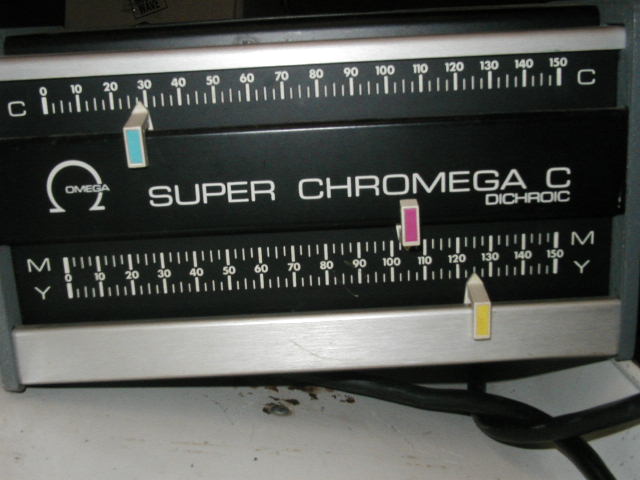 WAVE
C 0 10 20 30 40 50 60 70 80 90 100 110 120 130 140 150 C
OMEGA
SUPER CHROMEGA C
DICHROIC
M M
0 10 20 30 40 50 60 70 80 90 100 110 120 130 140 150
Y Y